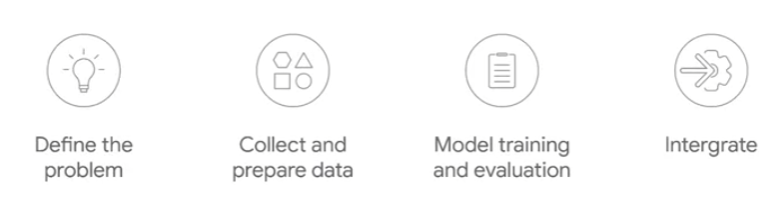 Define the
problem
Collect and
prepare data
Model training
and evaluation
Intergrate